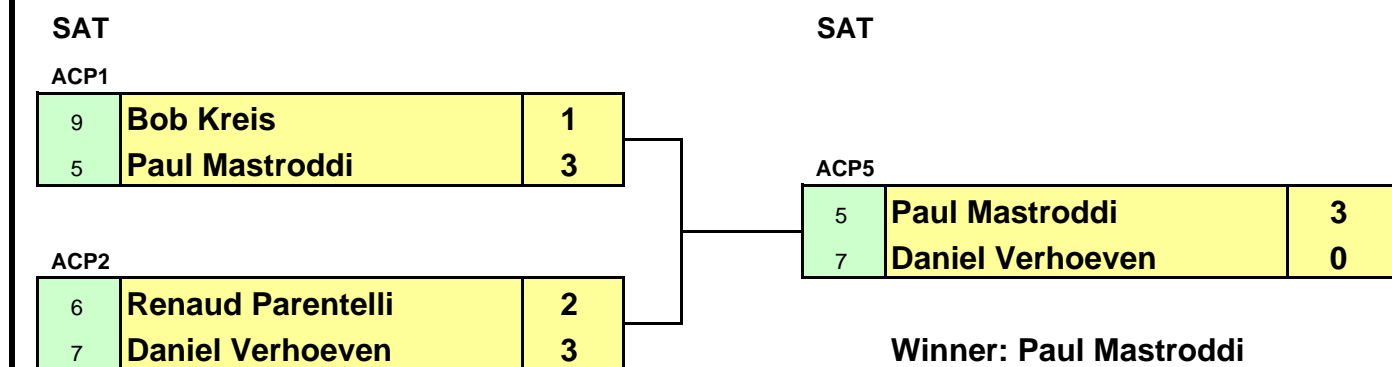 SAT
SAT
ACP1
9 Bob Kreis 1
5 Paul Mastroddi 3
ACP5
5 Paul Mastroddi 3
7 Daniel Verhoeven 0
ACP2
6 Renaud Parentelli 2
7 Daniel Verhoeven 3
Winner: Paul Mastroddi